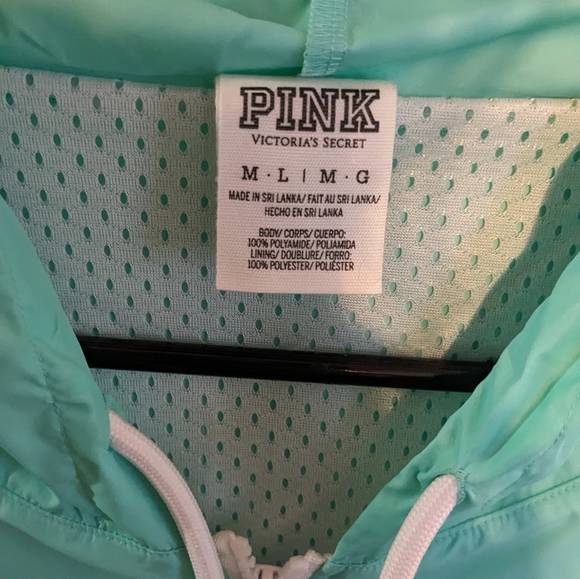 PINK
VICTORIA'S SECRET
M · L | M · G
MADE IN SRI LANKA/ FAIT AU SRI LANKA/
HECHO EN SRI LANKA
BODY/ CORPS/ CUERPO:
100% POLYAMIDE/ POLIAMIDA
LINING/ DOUBLURE/ FORRO:
100% POLYESTER/ POLIÉSTER